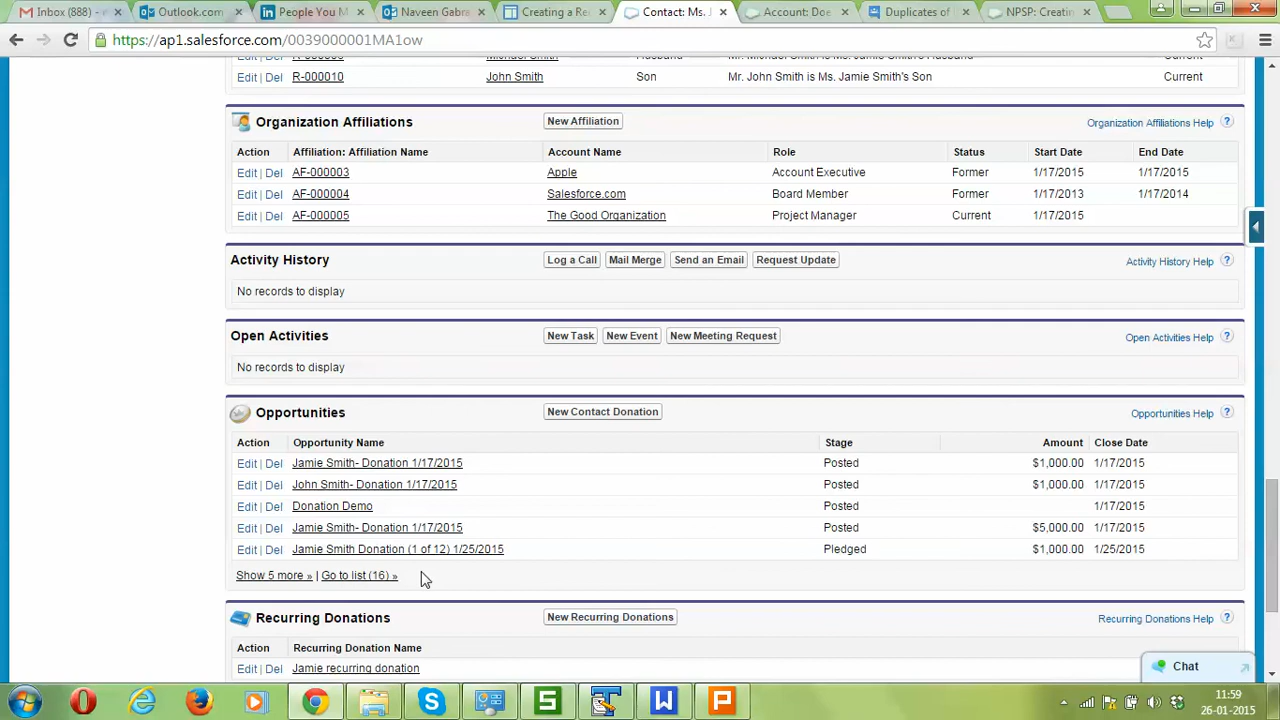 Inbox (888) - n
Outlook.com
People You M
Naveen Gabre
Creating a Re
Contact: Ms. J
Account: Doe
Duplicates of
NPSP: Creatin
https://ap1.salesforce.com/0039000001MA1ow
Edit | Del R-000010 John Smith Son Mr. John Smith is Ms. Jamie Smith's Son Current
Organization Affiliations New Affiliation Organization Affiliations Help ?
Action Affiliation: Affiliation Name Account Name Role Status Start Date End Date
Edit | Del AF-000003 Apple Account Executive Former 1/17/2015 1/17/2015
Edit | Del AF-000004 Salesforce.com Board Member Former 1/17/2013 1/17/2014
Edit | Del AF-000005 The Good Organization Project Manager Current 1/17/2015
Activity History Log a Call Mail Merge Send an Email Request Update Activity History Help ?
No records to display
Open Activities New Task New Event New Meeting Request Open Activities Help ?
No records to display
Opportunities New Contact Donation Opportunities Help ?
Action Opportunity Name Stage Amount Close Date
Edit | Del Jamie Smith- Donation 1/17/2015 Posted $1,000.00 1/17/2015
Edit | Del John Smith- Donation 1/17/2015 Posted $1,000.00 1/17/2015
Edit | Del Donation Demo Posted 1/17/2015
Edit | Del Jamie Smith- Donation 1/17/2015 Posted $5,000.00 1/17/2015
Edit | Del Jamie Smith Donation (1 of 12) 1/25/2015 Pledged $1,000.00 1/25/2015
Show 5 more » | Go to list (16) »
Recurring Donations New Recurring Donations Recurring Donations Help ?
Action Recurring Donation Name
Edit | Del Jamie recurring donation
Chat
11:59
26-01-2015